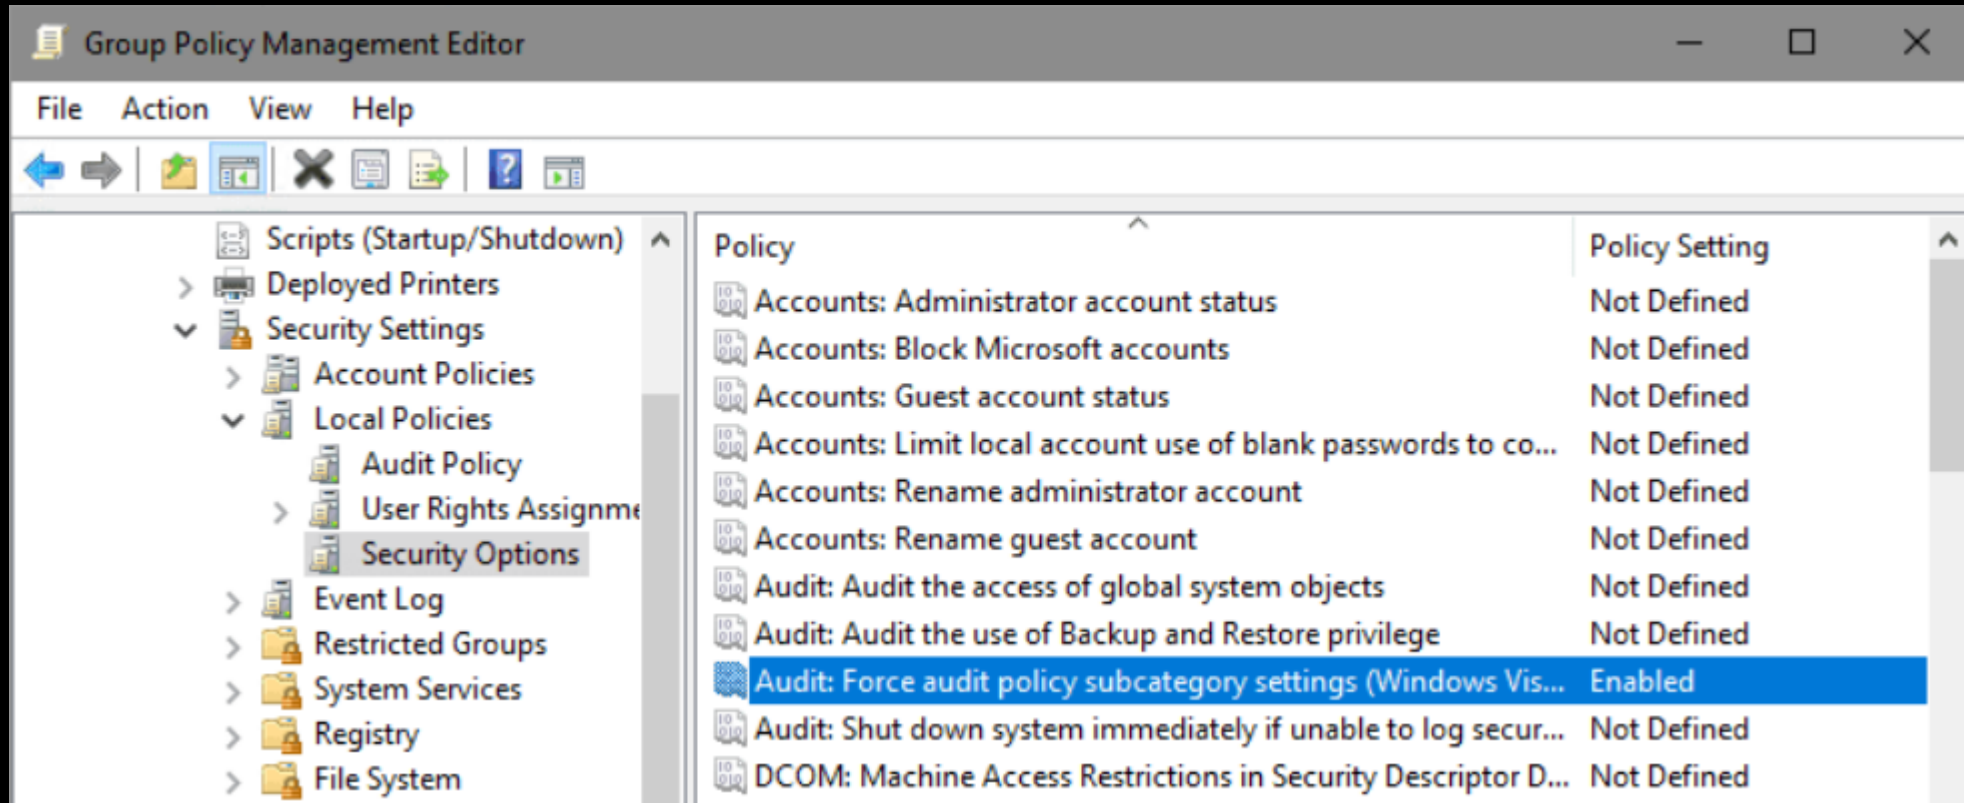 Group Policy Management Editor
File Action View Help
Scripts (Startup/Shutdown)
Deployed Printers
Security Settings
Account Policies
Local Policies
Audit Policy
User Rights Assignme
Security Options
Event Log
Restricted Groups
System Services
Registry
File System
Policy Policy Setting
Accounts: Administrator account status Not Defined
Accounts: Block Microsoft accounts Not Defined
Accounts: Guest account status Not Defined
Accounts: Limit local account use of blank passwords to co... Not Defined
Accounts: Rename administrator account Not Defined
Accounts: Rename guest account Not Defined
Audit: Audit the access of global system objects Not Defined
Audit: Audit the use of Backup and Restore privilege Not Defined
Audit: Force audit policy subcategory settings (Windows Vis... Enabled
Audit: Shut down system immediately if unable to log secur... Not Defined
DCOM: Machine Access Restrictions in Security Descriptor D... Not Defined